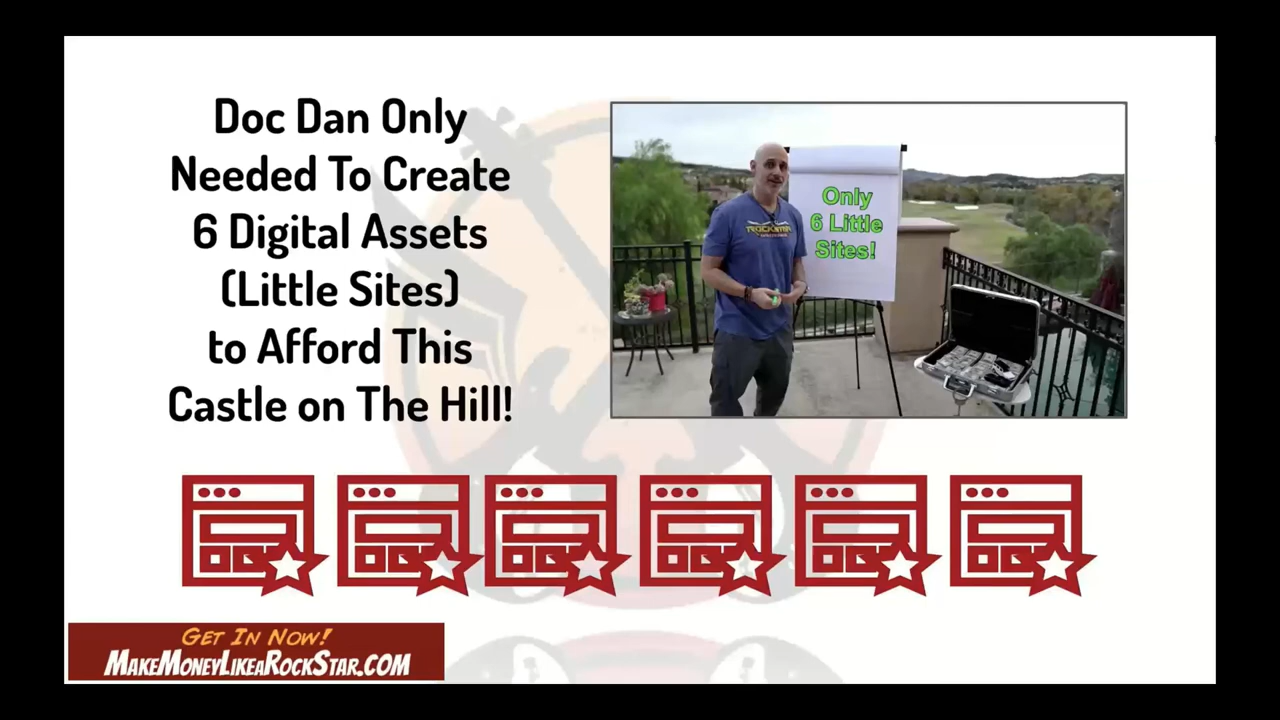 Doc Dan Only
Needed To Create
6 Digital Assets
(Little Sites)
to Afford This
Castle on The Hill!
Only
6 Little
Sites!
ROCKSTAR
GET IN NOW!
MAKEMONEYLIKEAROCKSTAR.COM